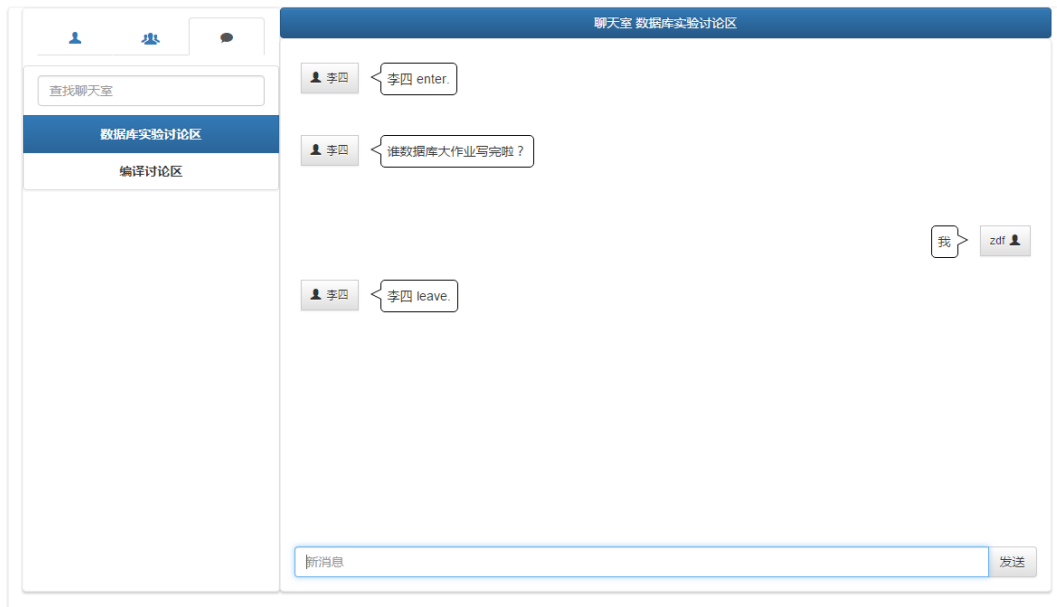 聊天室 数据库实验讨论区
查找聊天室
数据库实验讨论区
编译讨论区
李四
李四 enter.
李四
谁数据库大作业写完啦？
我
zdf
李四
李四 leave.
新消息
发送